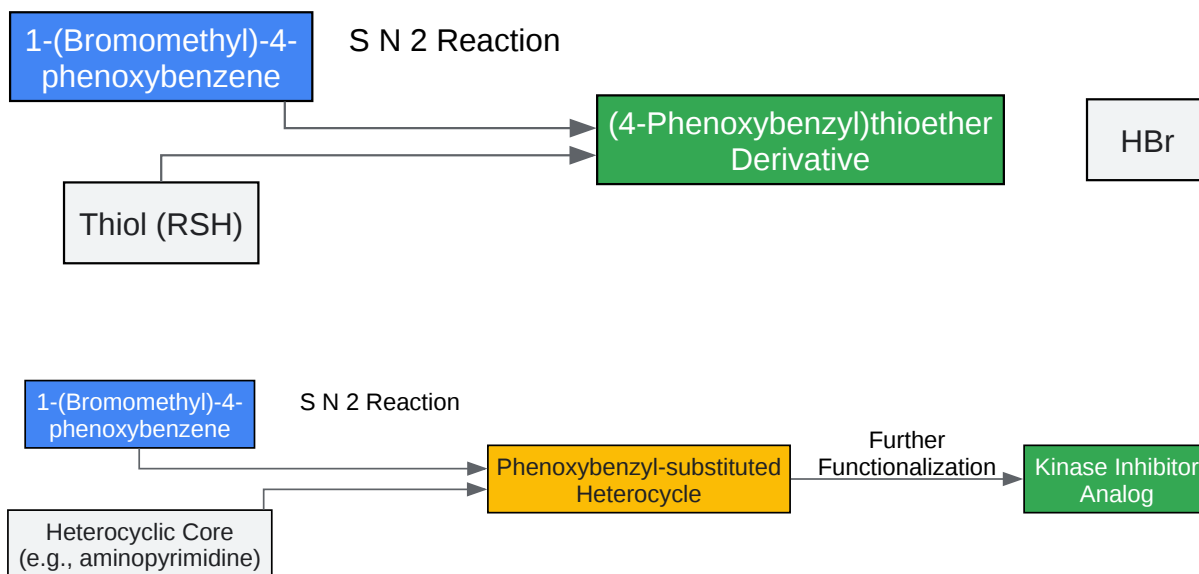 1-(Bromomethyl)-4-
phenoxybenzene
S N 2 Reaction
(4-Phenoxybenzyl)thioether
Derivative
HBr
Thiol (RSH)
1-(Bromomethyl)-4-
phenoxybenzene
S N 2 Reaction
Phenoxybenzyl-substituted
Heterocycle
Further
Functionalization
Kinase Inhibitor
Analog
Heterocyclic Core
(e.g., aminopyrimidine)